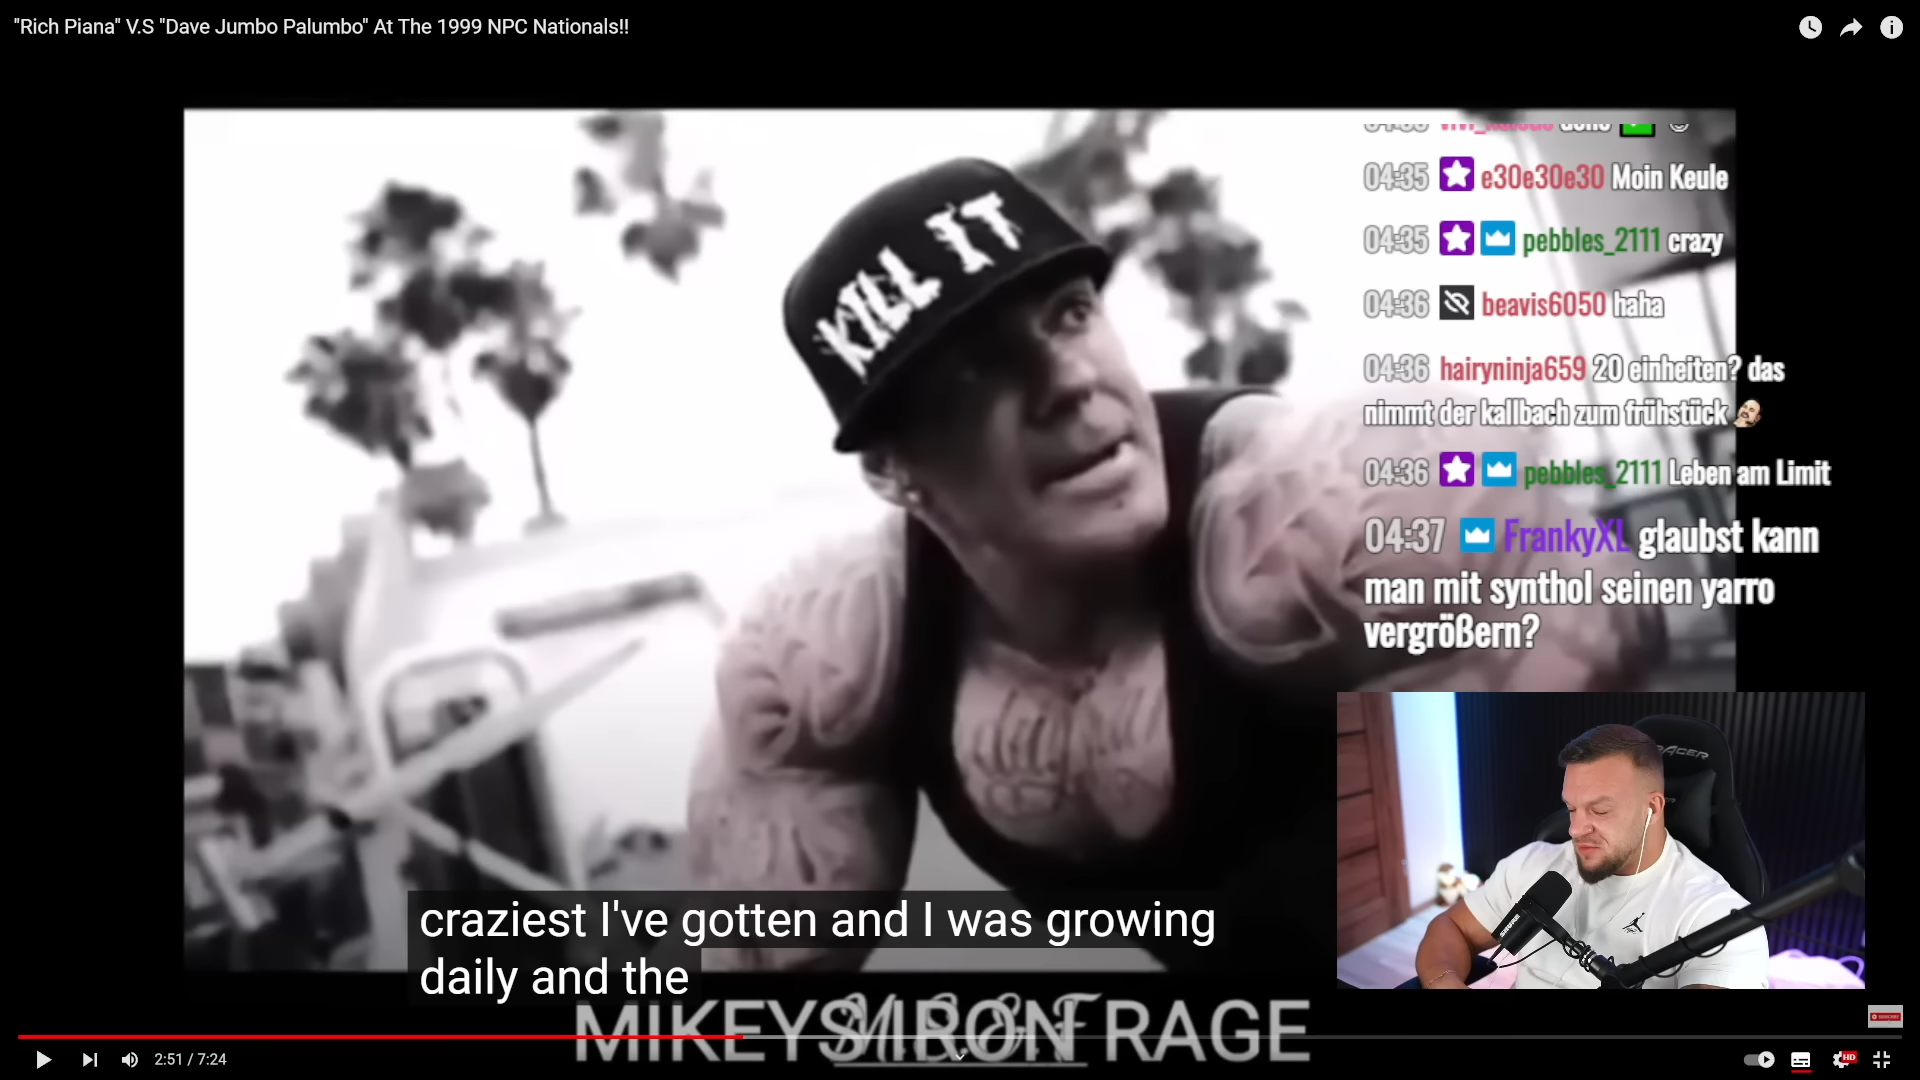 "Rich Piana" V.S "Dave Jumbo Palumbo" At The 1999 NPC Nationals!!
KILL IT
04:35 e30e30e30 Moin Keule
04:35 pebbles_2111 crazy
04:36 beavis6050 haha
04:36 hairyninja659 20 einheiten? das
nimmt der kallbach zum frühstück
04:36 pebbles_2111 Leben am Limit
04:37 FrankyXL glaubst kann
man mit synthol seinen yarro
vergrößern?
craziest I've gotten and I was growing
daily and the
MIKEYS IRON RAGE
2:51 / 7:24
HD